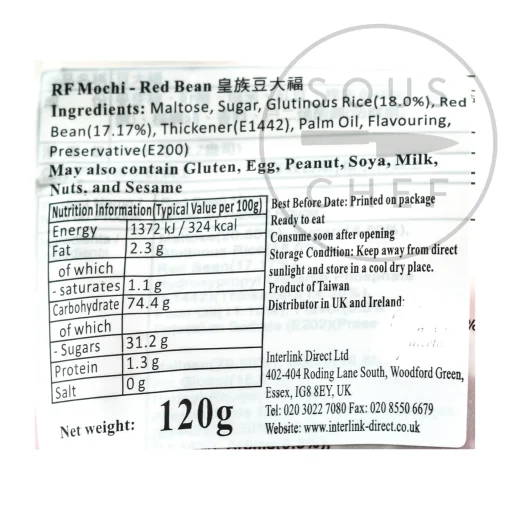 RF Mochi - Red Bean 皇族豆大福
Ingredients: Maltose, Sugar, Glutinous Rice(18.0%), Red
Bean(17.17%), Thickener(E1442), Palm Oil, Flavouring,
Preservative(E200)
May also contain Gluten, Egg, Peanut, Soya, Milk,
Nuts, and Sesame
Nutrition Information(Typical Value per 100g)
Energy 1372 kJ / 324 kcal
Fat 2.3 g
of which
- saturates 1.1 g
Carbohydrate 74.4 g
of which
- Sugars 31.2 g
Protein 1.3 g
Salt 0 g
Net weight: 120g
Best Before Date: Printed on package
Ready to eat
Consume soon after opening
Storage Condition: Keep away from direct
sunlight and store in a cool dry place.
Product of Taiwan
Distributor in UK and Ireland:
Interlink Direct Ltd
402-404 Roding Lane South, Woodford Green,
Essex, IG8 8EY, UK
Tel: 020 3022 7080 Fax: 020 8550 6679
Website: www.interlink-direct.co.uk
SOUS
CHEF